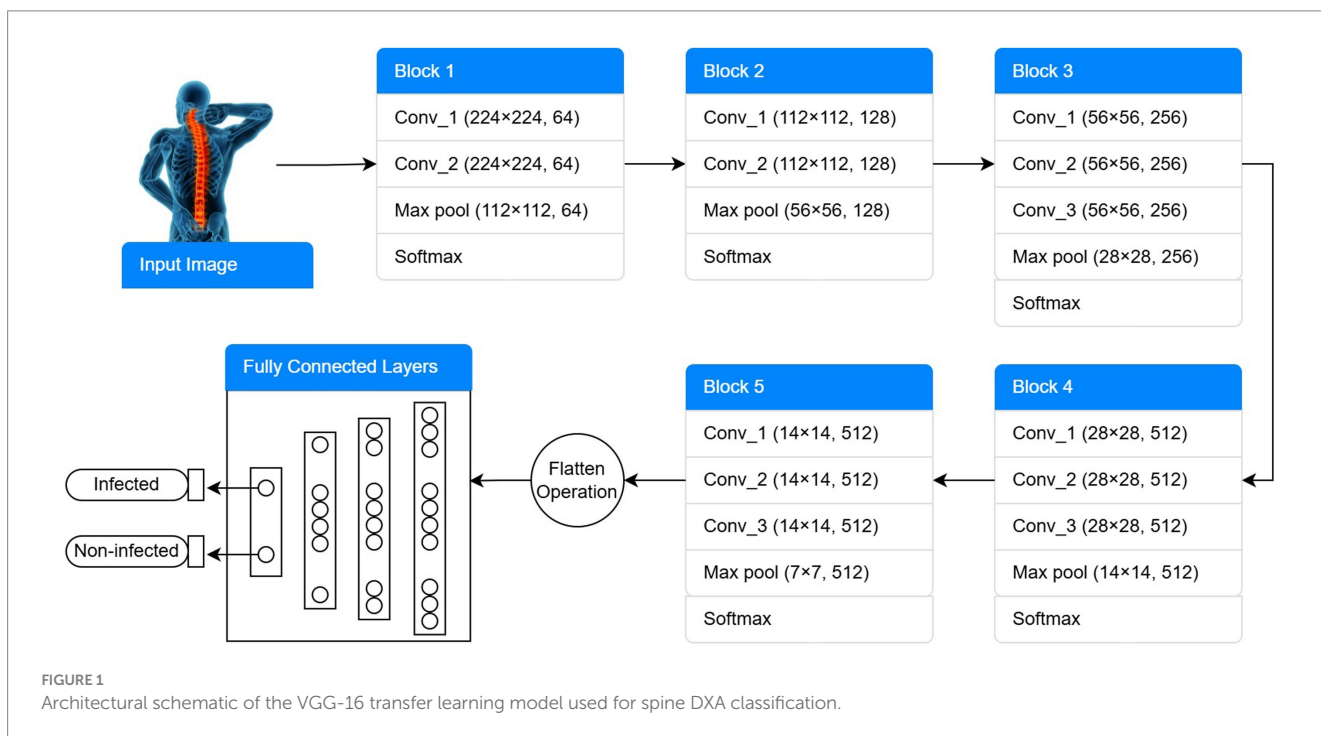 Input Image
Block 1
Conv_1 (224×224, 64)
Conv_2 (224×224, 64)
Max pool (112×112, 64)
Softmax
Block 2
Conv_1 (112×112, 128)
Conv_2 (112×112, 128)
Max pool (56×56, 128)
Softmax
Block 3
Conv_1 (56×56, 256)
Conv_2 (56×56, 256)
Conv_3 (56×56, 256)
Max pool (28×28, 256)
Softmax
Block 4
Conv_1 (28×28, 512)
Conv_2 (28×28, 512)
Conv_3 (28×28, 512)
Max pool (14×14, 512)
Softmax
Block 5
Conv_1 (14×14, 512)
Conv_2 (14×14, 512)
Conv_3 (14×14, 512)
Max pool (7×7, 512)
Softmax
Flatten
Operation
Fully Connected Layers
Infected
Non-infected
FIGURE 1
Architectural schematic of the VGG-16 transfer learning model used for spine DXA classification.